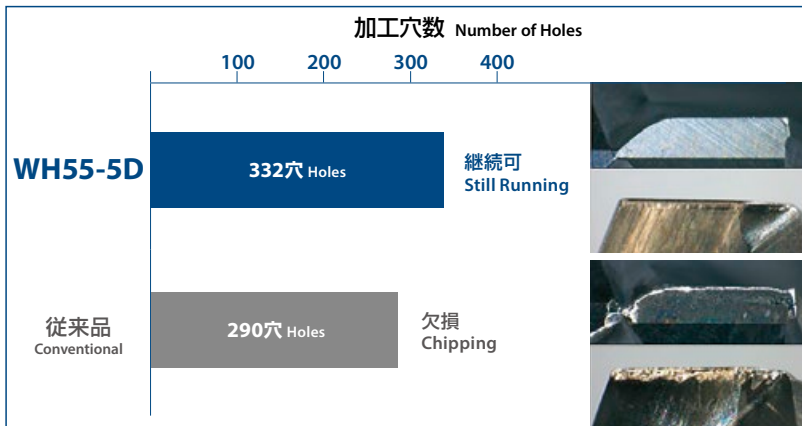 加工穴数 Number of Holes
100 200 300 400
WH55-5D
332穴 Holes
継続可
Still Running
従来品
Conventional
290穴 Holes
欠損
Chipping